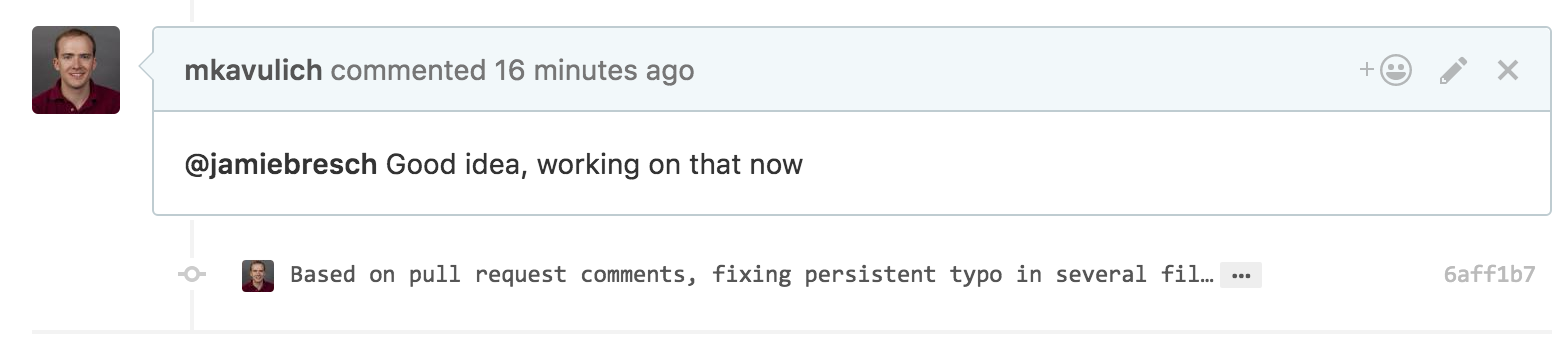 mkavulich commented 16 minutes ago
@jamiebresch Good idea, working on that now
Based on pull request comments, fixing persistent typo in several fil… … 6aff1b7